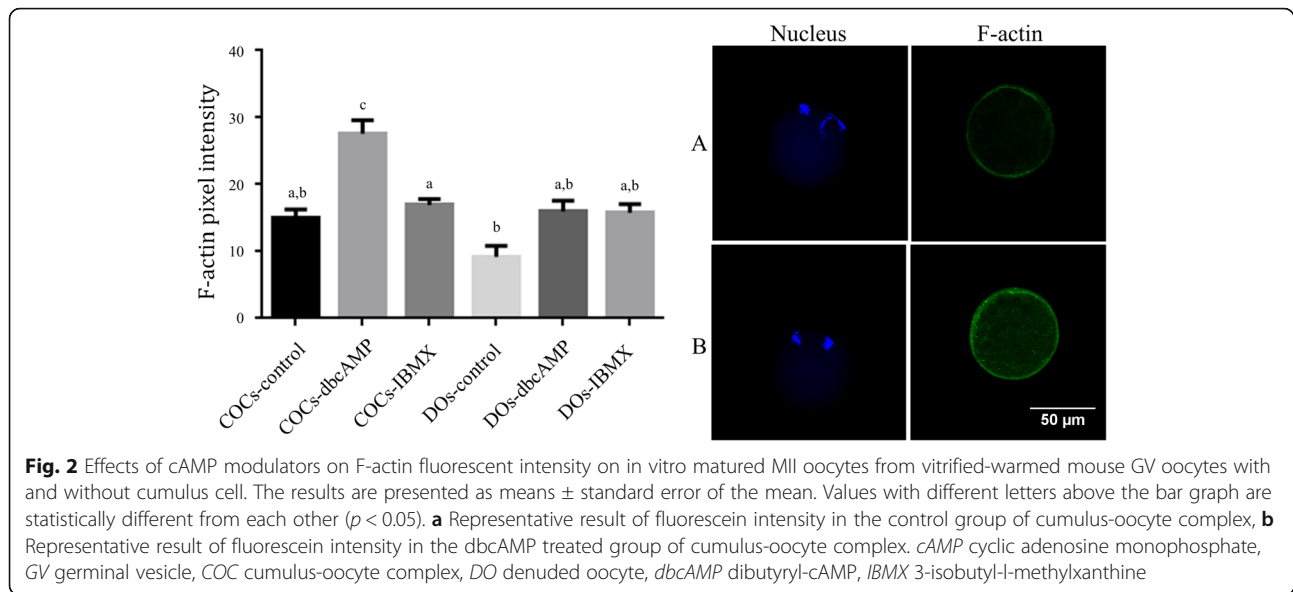 Nucleus F-actin
F-actin pixel intensity
40
30
20
10
0
a,b
c
a
b
a,b
a,b
COCs-control
COCs-dbcAMP
COCs-IBMX
DOs-control
DOs-dbcAMP
DOs-IBMX
A
B
50 µm
Fig. 2 Effects of cAMP modulators on F-actin fluorescent intensity on in vitro matured MII oocytes from vitrified-warmed mouse GV oocytes with
and without cumulus cell. The results are presented as means ± standard error of the mean. Values with different letters above the bar graph are
statistically different from each other (p < 0.05). a Representative result of fluorescein intensity in the control group of cumulus-oocyte complex, b
Representative result of fluorescein intensity in the dbcAMP treated group of cumulus-oocyte complex. cAMP cyclic adenosine monophosphate,
GV germinal vesicle, COC cumulus-oocyte complex, DO denuded oocyte, dbcAMP dibutyryl-cAMP, IBMX 3-isobutyl-l-methylxanthine